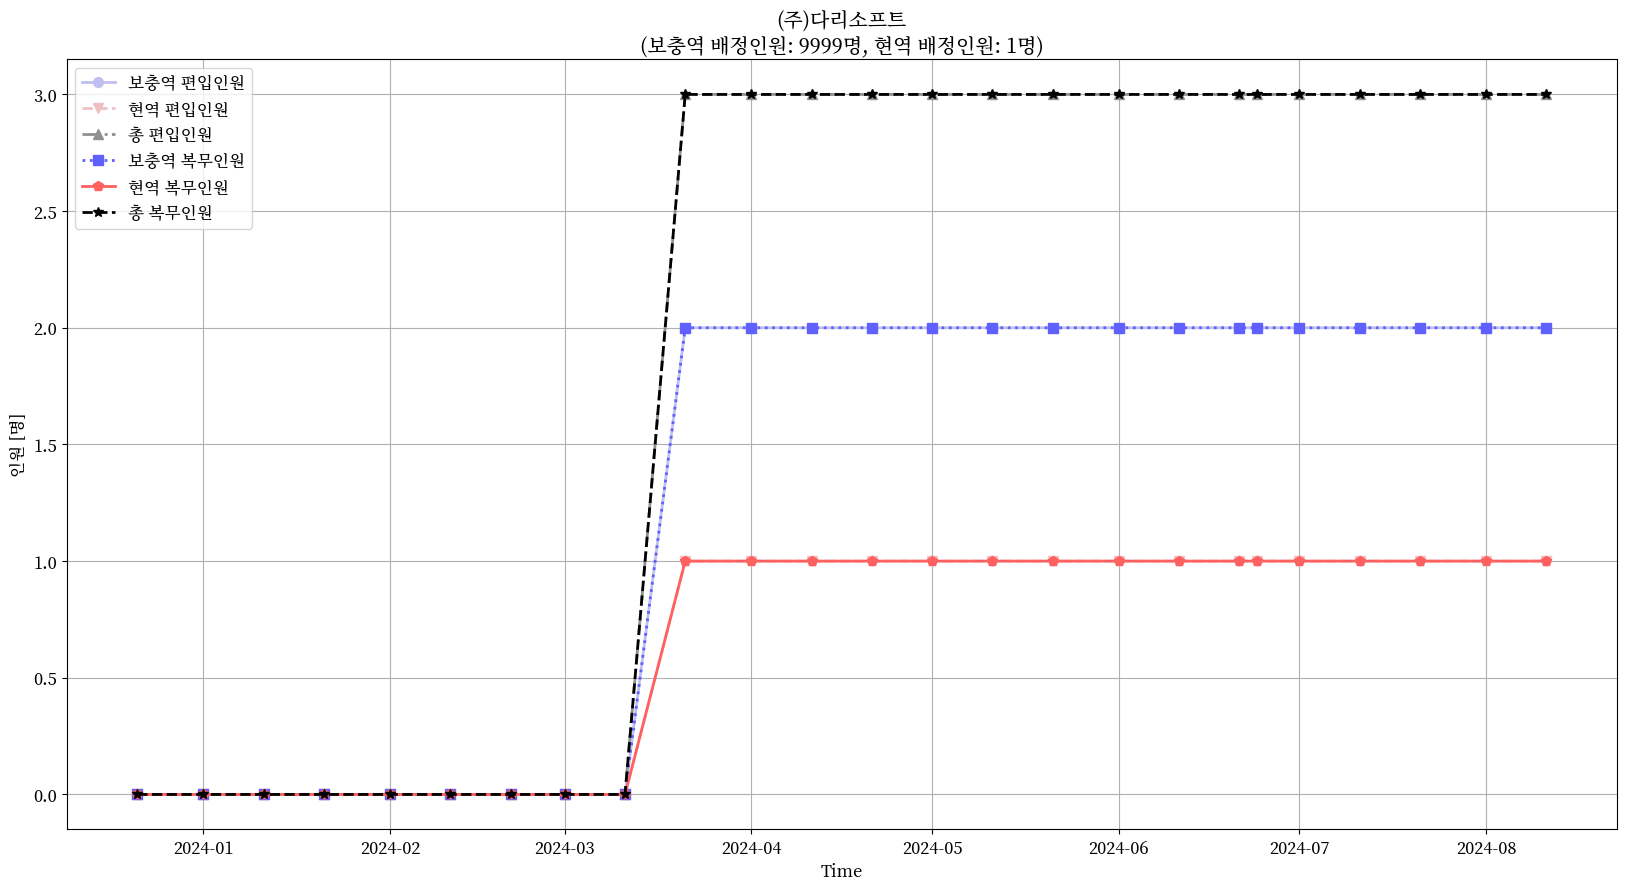 (주)다리소프트
(보충역 배정인원: 9999명, 현역 배정인원: 1명)
보충역 편입인원
현역 편입인원
총 편입인원
보충역 복무인원
현역 복무인원
총 복무인원
3.0
2.5
2.0
1.5
1.0
0.5
0.0
인원 [명]
2024-01
2024-02
2024-03
2024-04
2024-05
2024-06
2024-07
2024-08
Time